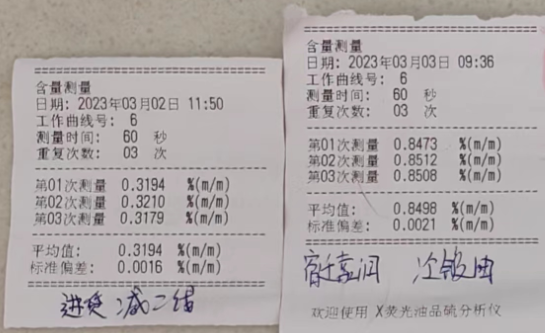 ============================
含量测量
日期: 2023年03月02日 11:50
工作曲线号: 6
测量时间: 60 秒
重复次数: 03 次
----------------------------
第01次测量 0.3194 %(m/m)
第02次测量 0.3210 %(m/m)
第03次测量 0.3179 %(m/m)
----------------------------
平均值: 0.3194 %(m/m)
标准偏差: 0.0016 %(m/m)
============================
减二线
============================
含量测量
日期: 2023年03月03日 09:36
工作曲线号: 6
测量时间: 60 秒
重复次数: 03 次
----------------------------
第01次测量 0.8473 %(m/m)
第02次测量 0.8512 %(m/m)
第03次测量 0.8508 %(m/m)
----------------------------
平均值: 0.8498 %(m/m)
标准偏差: 0.0021 %(m/m)
============================
宿迁嘉润
欢迎使用 X荧光油品硫分析仪